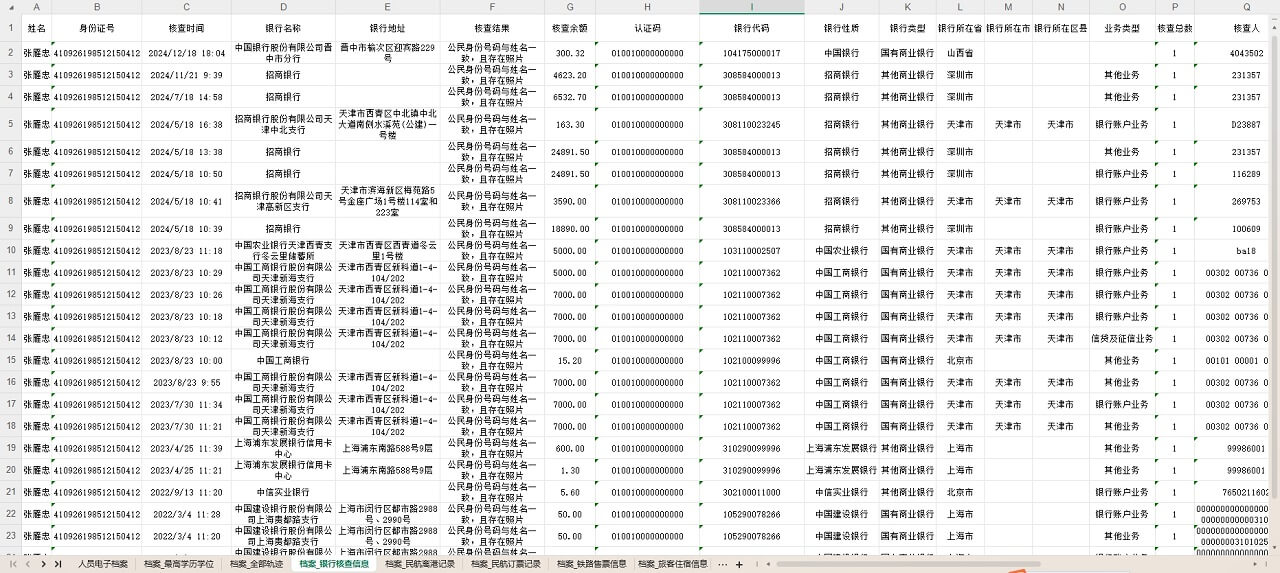 A B C D E F G H I J K L M N O P Q
1 姓名 身份证号 核查时间 银行名称 银行地址 核查结果 核查余额 认证码 银行代码 银行性质 银行类型 银行所在省 银行所在市 银行所在区县 业务类型 核查总数 核查人
2 410926198512150412 2024/12/18 18:04 中国银行股份有限公司晋中市分行 晋中市榆次区迎宾路229号 公民身份号码与姓名一致，且存在照片 300.32 010010000000000 104175000017 中国银行 国有商业银行 山西省 1 4043502
3 410926198512150412 2024/11/21 9:39 招商银行 公民身份号码与姓名一致，且存在照片 4623.20 010010000000000 308584000013 招商银行 其他商业银行 深圳市 其他业务 1 231357
4 410926198512150412 2024/7/18 14:58 招商银行 公民身份号码与姓名一致，且存在照片 6532.70 010010000000000 308584000013 招商银行 其他商业银行 深圳市 其他业务 1 231357
5 410926198512150412 2024/5/18 16:38 招商银行股份有限公司天津中北支行 天津市西青区中北镇中北大道南侧水溪苑(公建)一号楼 公民身份号码与姓名一致，且存在照片 163.30 010010000000000 308110023245 招商银行 其他商业银行 天津市 天津市 天津市 银行账户业务 1 D23887
6 410926198512150412 2024/5/18 13:38 招商银行 公民身份号码与姓名一致，且存在照片 24891.50 010010000000000 308584000013 招商银行 其他商业银行 深圳市 其他业务 1 231357
7 410926198512150412 2024/5/18 10:50 招商银行 公民身份号码与姓名一致，且存在照片 24891.50 010010000000000 308584000013 招商银行 其他商业银行 深圳市 银行账户业务 1 116289
8 410926198512150412 2024/5/18 10:41 招商银行股份有限公司天津高新区支行 天津市滨海新区梅苑路5号金座广场1号楼114室和223室 公民身份号码与姓名一致，且存在照片 3590.00 010010000000000 308110023366 招商银行 其他商业银行 天津市 天津市 天津市 银行账户业务 1 269753
9 410926198512150412 2024/5/18 10:39 招商银行 公民身份号码与姓名一致，且存在照片 18890.00 010010000000000 308584000013 招商银行 其他商业银行 深圳市 银行账户业务 1 100609
10 410926198512150412 2023/8/23 11:18 中国农业银行天津西青支行冬云里储蓄所 天津市西青区西青道冬云里1号楼 公民身份号码与姓名一致，且存在照片 5000.00 010010000000000 103110002507 中国农业银行 国有商业银行 天津市 天津市 天津市 银行账户业务 1 ba18
11 410926198512150412 2023/8/23 10:29 中国工商银行股份有限公司天津新海支行 天津市西青区新科道1-4-104/202 公民身份号码与姓名一致，且存在照片 5000.00 010010000000000 102110007362 中国工商银行 国有商业银行 天津市 天津市 天津市 银行账户业务 1 00302 00736 0
12 410926198512150412 2023/8/23 10:26 中国工商银行股份有限公司天津新海支行 天津市西青区新科道1-4-104/202 公民身份号码与姓名一致，且存在照片 7000.00 010010000000000 102110007362 中国工商银行 国有商业银行 天津市 天津市 天津市 银行账户业务 1 00302 00736 0
13 410926198512150412 2023/8/23 10:18 中国工商银行股份有限公司天津新海支行 天津市西青区新科道1-4-104/202 公民身份号码与姓名一致，且存在照片 7000.00 010010000000000 102110007362 中国工商银行 国有商业银行 天津市 天津市 天津市 银行账户业务 1 00302 00736 0
14 410926198512150412 2023/8/23 10:12 中国工商银行股份有限公司天津新海支行 天津市西青区新科道1-4-104/202 公民身份号码与姓名一致，且存在照片 7000.00 010010000000000 102110007362 中国工商银行 国有商业银行 天津市 天津市 天津市 信贷及征信业务 1 00302 00736 0
15 410926198512150412 2023/8/23 10:00 中国工商银行 公民身份号码与姓名一致，且存在照片 15.20 010010000000000 102100099996 中国工商银行 国有商业银行 北京市 其他业务 1 00101 00001 0
16 410926198512150412 2023/8/23 9:55 中国工商银行股份有限公司天津新海支行 天津市西青区新科道1-4-104/202 公民身份号码与姓名一致，且存在照片 7000.00 010010000000000 102110007362 中国工商银行 国有商业银行 天津市 天津市 天津市 其他业务 1 00302 00736 0
17 410926198512150412 2023/7/30 11:34 中国工商银行股份有限公司天津新海支行 天津市西青区新科道1-4-104/202 公民身份号码与姓名一致，且存在照片 7000.00 010010000000000 102110007362 中国工商银行 国有商业银行 天津市 天津市 天津市 其他业务 1 00302 00736 0
18 410926198512150412 2023/7/30 11:21 中国工商银行股份有限公司天津新海支行 天津市西青区新科道1-4-104/202 公民身份号码与姓名一致，且存在照片 7000.00 010010000000000 102110007362 中国工商银行 国有商业银行 天津市 天津市 天津市 其他业务 1 00302 00736 0
19 410926198512150412 2023/4/25 11:39 上海浦东发展银行信用卡中心 上海浦东南路588号9层 公民身份号码与姓名一致，且存在照片 600.00 010010000000000 310290099996 上海浦东发展银行 其他商业银行 上海市 其他业务 1 99986001
20 410926198512150412 2023/4/25 11:21 上海浦东发展银行信用卡中心 上海浦东南路588号9层 公民身份号码与姓名一致，且存在照片 1.30 010010000000000 310290099996 上海浦东发展银行 其他商业银行 上海市 其他业务 1 99986001
21 410926198512150412 2022/9/13 11:20 中信实业银行 公民身份号码与姓名一致，且存在照片 5.60 010010000000000 302100011000 中信实业银行 其他商业银行 北京市 银行账户业务 1 7650211602
22 410926198512150412 2022/3/4 11:28 中国建设银行股份有限公司上海奥都路支行 上海市闵行区都市路2988号、2990号 公民身份号码与姓名一致，且存在照片 50.00 010010000000000 105290078266 中国建设银行 国有商业银行 上海市 银行账户业务 1
23 410926198512150412 2022/3/4 11:20 中国建设银行股份有限公司上海奥都路支行 上海市闵行区都市路2988号、2990号 公民身份号码与姓名一致，且存在照片 50.00 010010000000000 105290078266 中国建设银行 国有商业银行 上海市 银行账户业务 1
人员电子档案 档案_最高学历学位 档案_全部轨迹 档案_银行核查信息 档案_民航离港记录 档案_民航订票记录 档案_铁路售票信息 档案_旅客住宿信息 ··· +